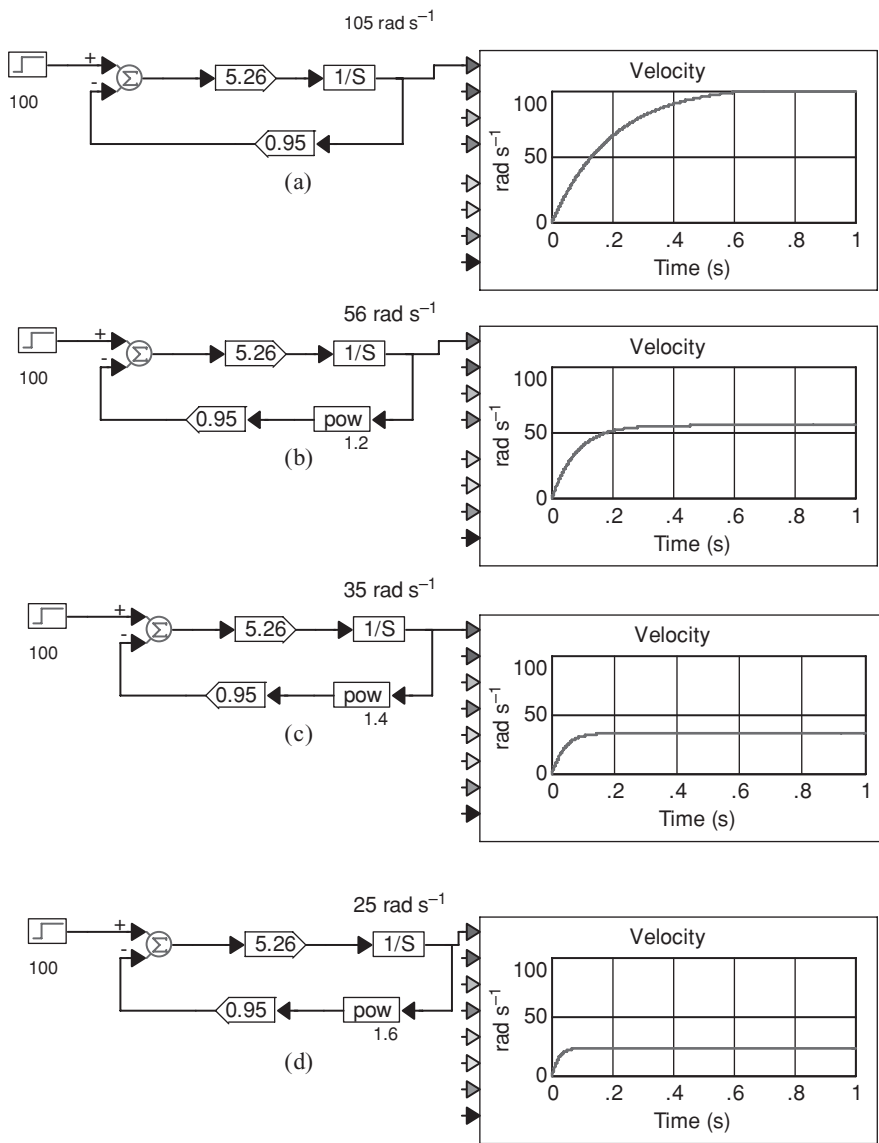 105 rad s⁻¹
+
-
Σ
5.26
1/S
100
0.95
(a)
Velocity
rad s⁻¹
100
50
0
0 .2 .4 .6 .8 1
Time (s)
56 rad s⁻¹
+
-
Σ
5.26
1/S
100
0.95
pow
1.2
(b)
Velocity
rad s⁻¹
100
50
0
0 .2 .4 .6 .8 1
Time (s)
35 rad s⁻¹
+
-
Σ
5.26
1/S
100
0.95
pow
1.4
(c)
Velocity
rad s⁻¹
100
50
0
0 .2 .4 .6 .8 1
Time (s)
25 rad s⁻¹
+
-
Σ
5.26
1/S
100
0.95
pow
1.6
(d)
Velocity
rad s⁻¹
100
50
0
0 .2 .4 .6 .8 1
Time (s)